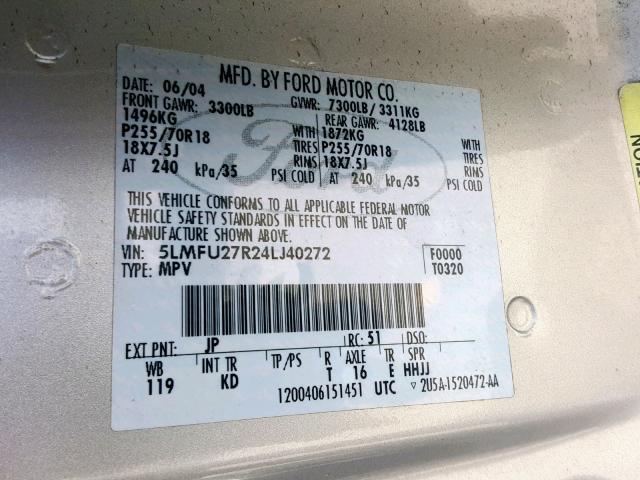 MFD. BY FORD MOTOR CO.
DATE: 06/04 GVWR: 7300LB / 3311KG
FRONT GAWR: 3300LB REAR GAWR: 4128LB
1496KG WITH 1872KG WITH
P255/70R18 TIRES P255/70R18 TIRES
18X7.5J RIMS 18X7.5J RIMS
AT 240 kPa/35 PSI COLD AT 240 kPa/35 PSI COLD
THIS VEHICLE CONFORMS TO ALL APPLICABLE FEDERAL MOTOR
VEHICLE SAFETY STANDARDS IN EFFECT ON THE DATE OF
MANUFACTURE SHOWN ABOVE.
VIN: 5LMFU27R24LJ40272 F0000
TYPE: MPV T0320
EXT PNT: JP RC: 51 DSO:
WB INT TR TP/PS R AXLE TR SPR
119 KD T 16 E HHJJ
1200406151451 UTC ▽ 2U5A-1520472-AA
Ford